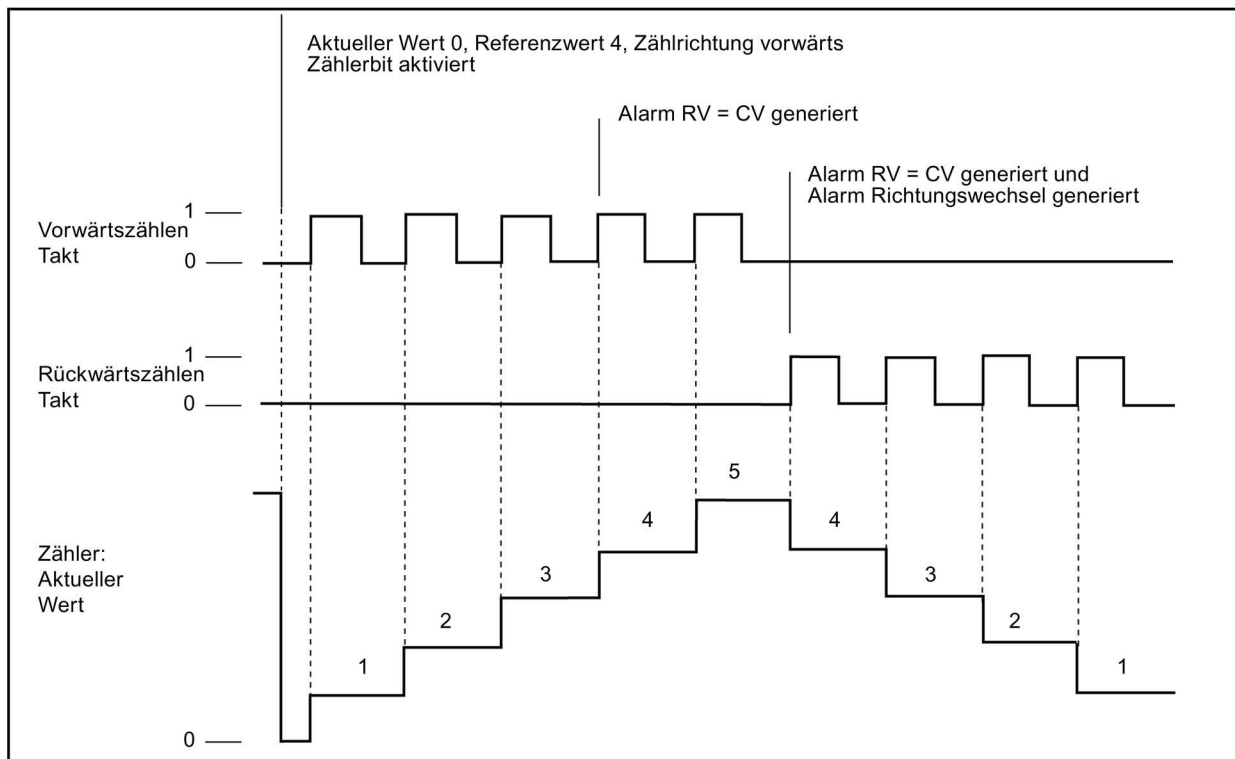 Aktueller Wert 0, Referenzwert 4, Zählrichtung vorwärts
Zählerbit aktiviert
Alarm RV = CV generiert
Alarm RV = CV generiert und
Alarm Richtungswechsel generiert
1
Vorwärtszählen
Takt
0
1
Rückwärtszählen
Takt
0
5
4
4
Zähler:
Aktueller
Wert
3
3
2
2
1
1
0